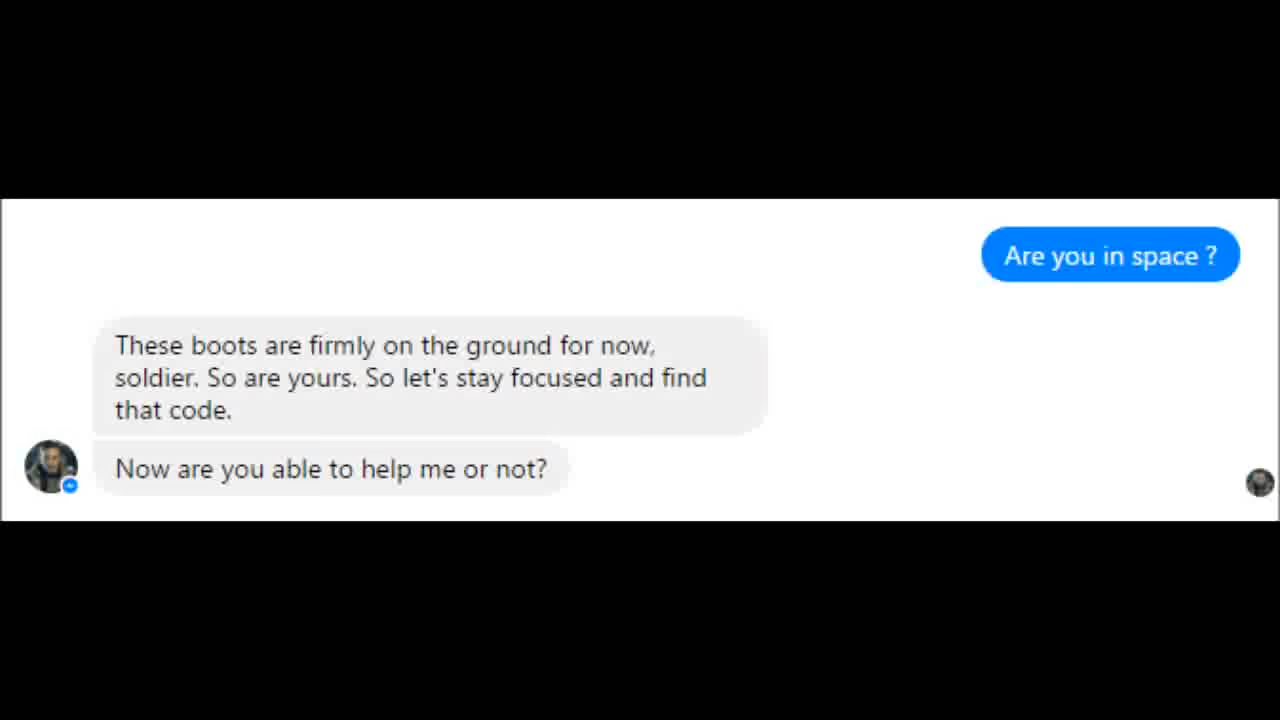 Are you in space ?
These boots are firmly on the ground for now,
soldier. So are yours. So let's stay focused and find
that code.
Now are you able to help me or not?